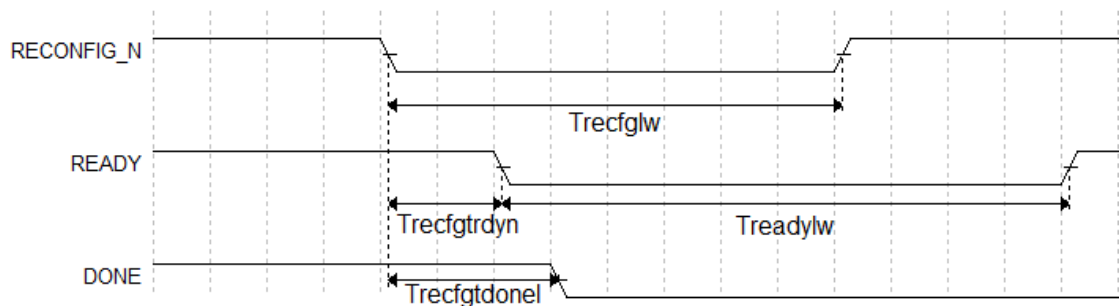 RECONFIG_N
Trecfglw
READY
Trecfgtrdyn
Treadylw
DONE
Trecfgtdonel